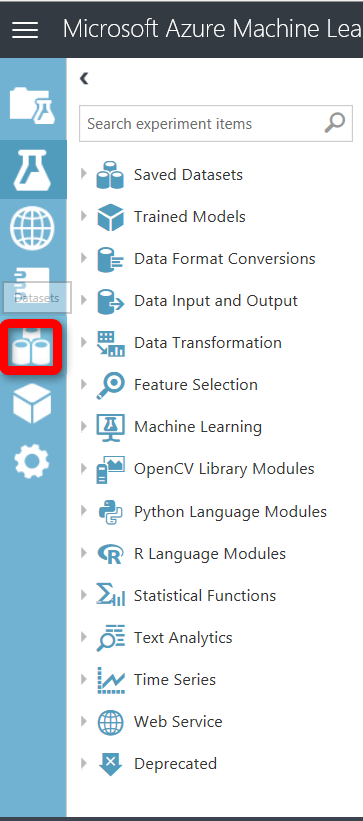 Microsoft Azure Machine Lea
Search experiment items
Saved Datasets
Trained Models
Data Format Conversions
Data Input and Output
Datasets
Data Transformation
Feature Selection
Machine Learning
OpenCV Library Modules
Python Language Modules
R Language Modules
Statistical Functions
Text Analytics
Time Series
Web Service
Deprecated